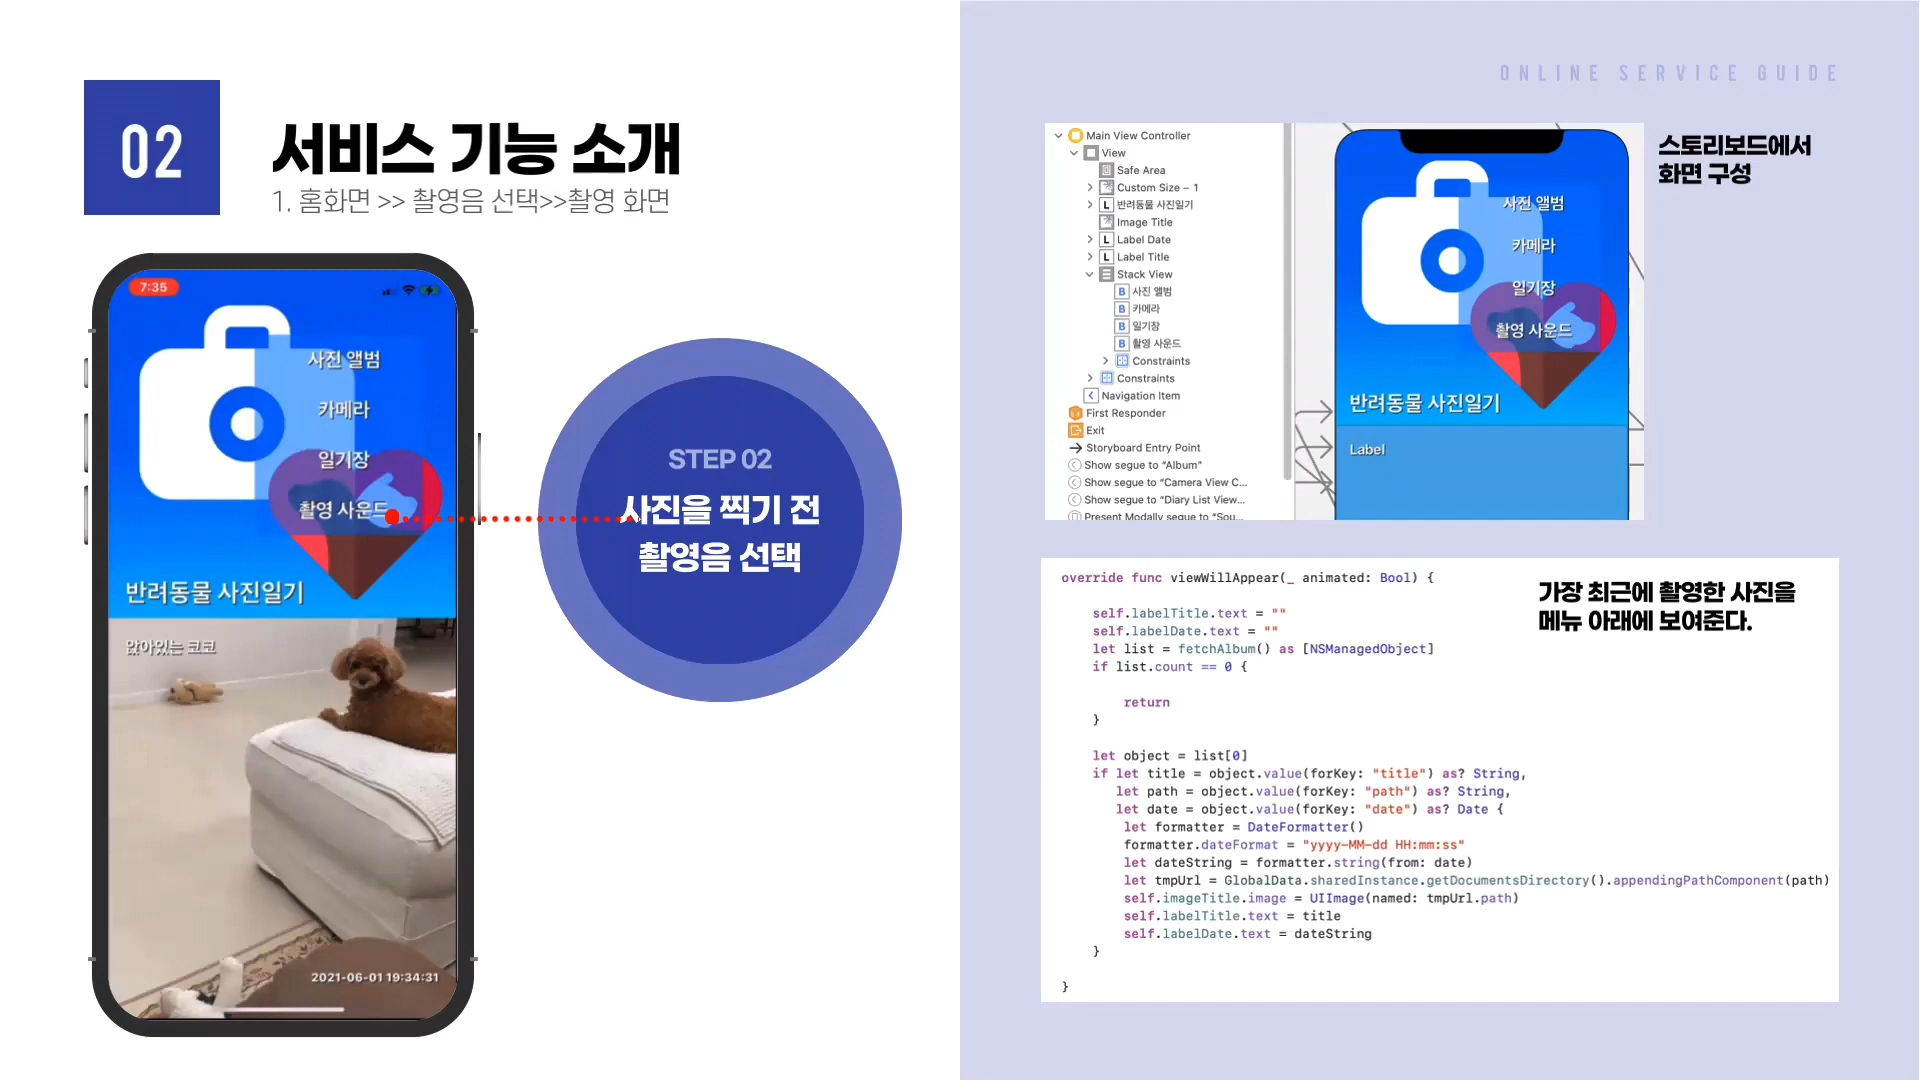 ONLINE SERVICE GUIDE
02
서비스 기능 소개
1. 홈화면 >> 촬영음 선택>>촬영 화면
7:35
사진 앨범
카메라
일기장
촬영 사운드
반려동물 사진일기
앉아있는 코코
2021-06-01 19:34:31
STEP 02
사진을 찍기 전
촬영음 선택
Main View Controller
View
Safe Area
Custom Size – 1
L 반려동물 사진일기
Image Title
L Label Date
L Label Title
Stack View
B 사진 앨범
B 카메라
B 일기장
B 촬영 사운드
Constraints
Constraints
Navigation Item
First Responder
Exit
Storyboard Entry Point
Show segue to "Album"
Show segue to "Camera View C...
Show segue to "Diary List View...
Present Modally segue to "Sou...
사진 앨범
카메라
일기장
촬영 사운드
반려동물 사진일기
Label
스토리보드에서
화면 구성
override func viewWillAppear(_ animated: Bool) {
self.labelTitle.text = ""
self.labelDate.text = ""
let list = fetchAlbum() as [NSManagedObject]
if list.count == 0 {
return
}
let object = list[0]
if let title = object.value(forKey: "title") as? String,
let path = object.value(forKey: "path") as? String,
let date = object.value(forKey: "date") as? Date {
let formatter = DateFormatter()
formatter.dateFormat = "yyyy-MM-dd HH:mm:ss"
let dateString = formatter.string(from: date)
let tmpUrl = GlobalData.sharedInstance.getDocumentsDirectory().appendingPathComponent(path)
self.imageTitle.image = UIImage(named: tmpUrl.path)
self.labelTitle.text = title
self.labelDate.text = dateString
}
}
가장 최근에 촬영한 사진을
메뉴 아래에 보여준다.